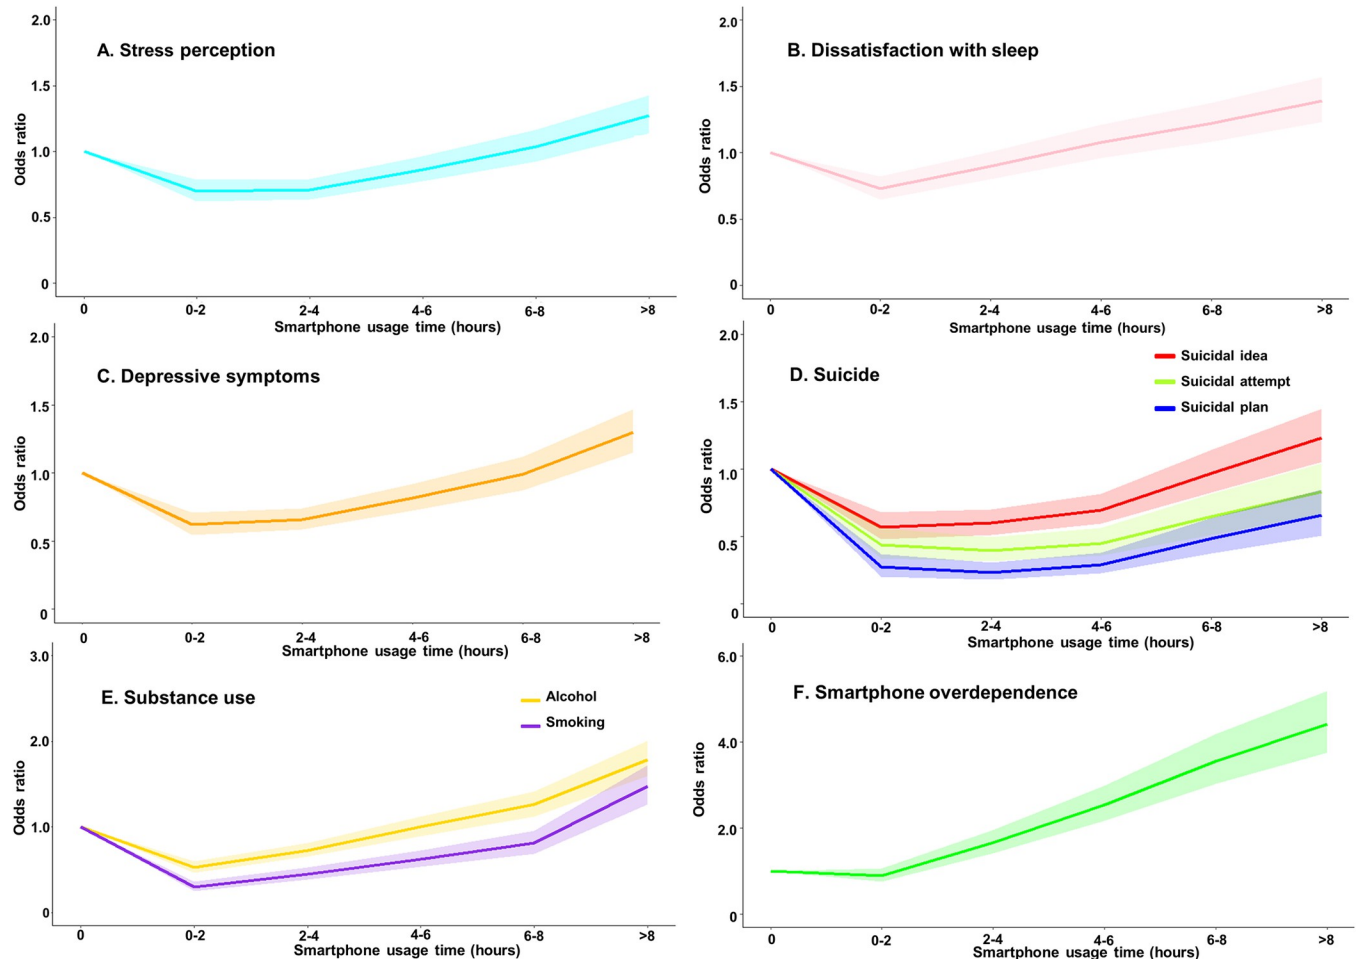 A. Stress perception
2.0
1.5
1.0
0.5
0
Odds ratio
0 0-2 2-4 4-6 6-8 >8
Smartphone usage time (hours)
B. Dissatisfaction with sleep
2.0
1.5
1.0
0.5
0
Odds ratio
0 0-2 2-4 4-6 6-8 >8
Smartphone usage time (hours)
C. Depressive symptoms
2.0
1.5
1.0
0.5
0
Odds ratio
0 0-2 2-4 4-6 6-8 >8
Smartphone usage time (hours)
D. Suicide
Suicidal idea
Suicidal attempt
Suicidal plan
2.0
1.5
1.0
0.5
0
Odds ratio
0 0-2 2-4 4-6 6-8 >8
Smartphone usage time (hours)
E. Substance use
Alcohol
Smoking
3.0
2.0
1.0
0
Odds ratio
0 0-2 2-4 4-6 6-8 >8
Smartphone usage time (hours)
F. Smartphone overdependence
6.0
4.0
2.0
0
Odds ratio
0 0-2 2-4 4-6 6-8 >8
Smartphone usage time (hours)